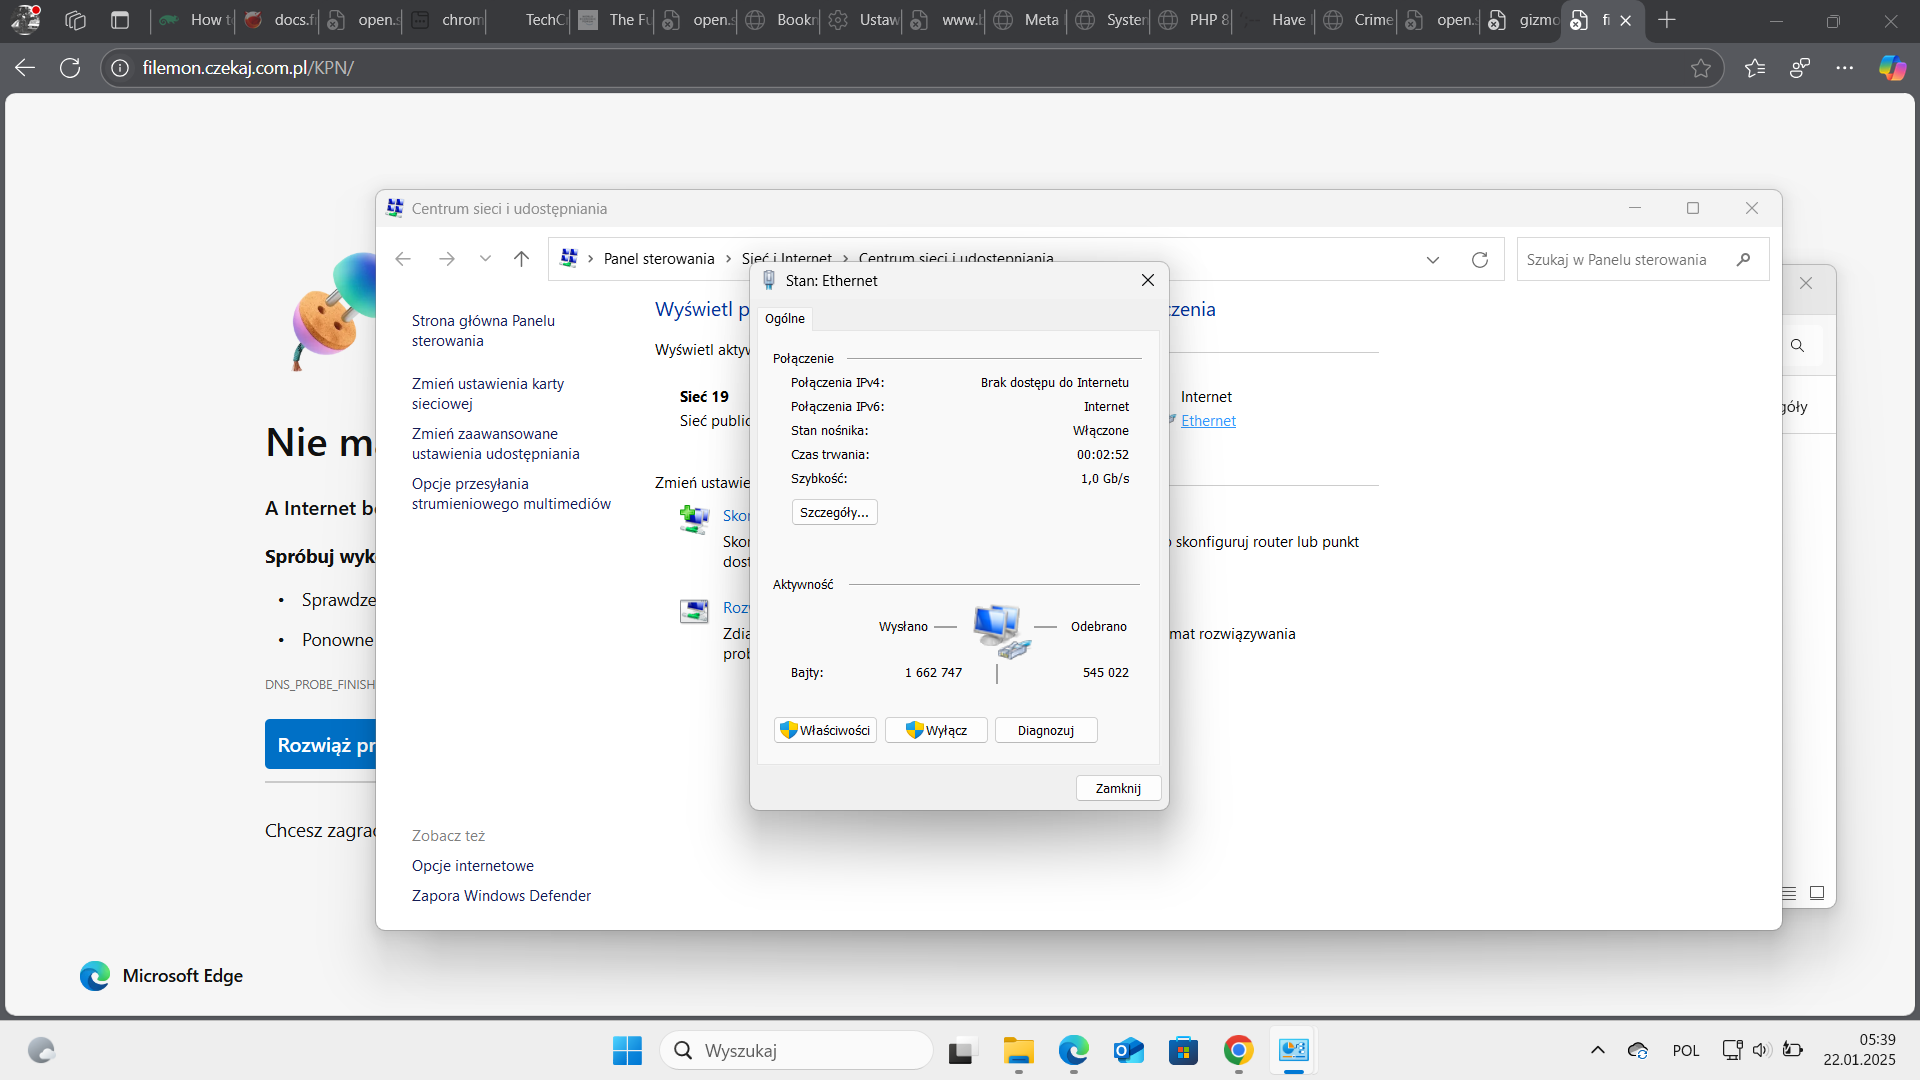 How t
docs.f
open.s
chrom
TechC
The Fu
open.s
Bookn
Ustaw
www.b
Meta
System
PHP 8
Have
Crime
open.s
gizmo
fi
filemon.czekaj.com.pl/KPN/
Centrum sieci i udostępniania
Panel sterowania > Sieć i Internet > Centrum sieci i udostępniania
Szukaj w Panelu sterowania
Strona główna Panelu
sterowania
Zmień ustawienia karty
sieciowej
Zmień zaawansowane
ustawienia udostępniania
Opcje przesyłania
strumieniowego multimediów
Zobacz też
Opcje internetowe
Zapora Windows Defender
Wyświetl p
czenia
Wyświetl aktyw
Sieć 19
Sieć public
Internet
Ethernet
Zmień ustawie
Skon
Skon
dost
o skonfiguruj router lub punkt
Rozw
Zdia
prob
mat rozwiązywania
Stan: Ethernet
Ogólne
Połączenie
Połączenia IPv4: Brak dostępu do Internetu
Połączenia IPv6: Internet
Stan nośnika: Włączone
Czas trwania: 00:02:52
Szybkość: 1,0 Gb/s
Szczegóły...
Aktywność
Wysłano — Odebrano
Bajty: 1 662 747 | 545 022
Właściwości Wyłącz Diagnozuj
Zamknij
góły
Nie ma
A Internet b
Spróbuj wyk
• Sprawdze
• Ponowne
DNS_PROBE_FINISH
Rozwiąż pr
Chcesz zagrać
Microsoft Edge
Wyszukaj
POL
05:39
22.01.2025